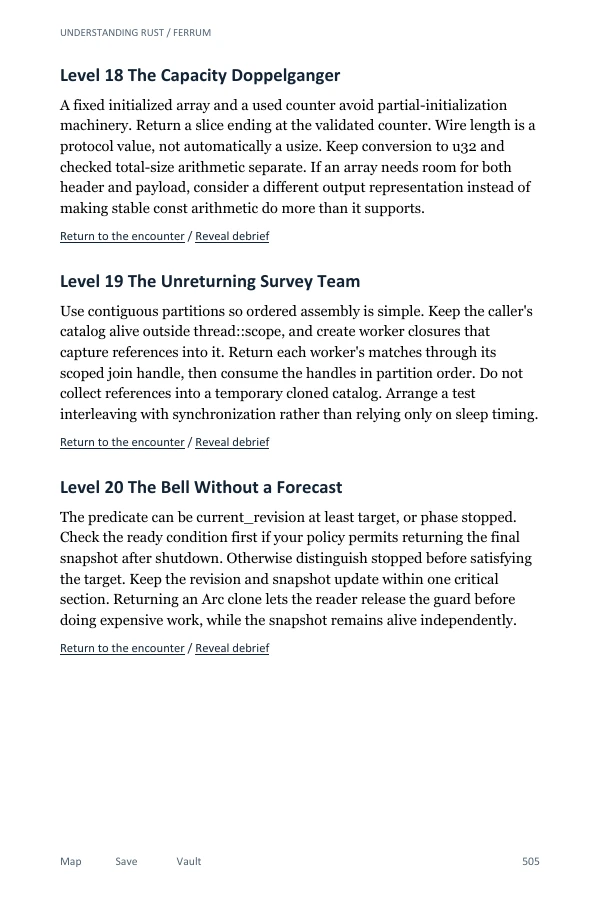 UNDERSTANDING RUST / FERRUM
Level 18 The Capacity Doppelganger
A fixed initialized array and a used counter avoid partial-initialization
machinery. Return a slice ending at the validated counter. Wire length is a
protocol value, not automatically a usize. Keep conversion to u32 and
checked total-size arithmetic separate. If an array needs room for both
header and payload, consider a different output representation instead of
making stable const arithmetic do more than it supports.
Return to the encounter / Reveal debrief
Level 19 The Unreturning Survey Team
Use contiguous partitions so ordered assembly is simple. Keep the caller's
catalog alive outside thread::scope, and create worker closures that
capture references into it. Return each worker's matches through its
scoped join handle, then consume the handles in partition order. Do not
collect references into a temporary cloned catalog. Arrange a test
interleaving with synchronization rather than relying only on sleep timing.
Return to the encounter / Reveal debrief
Level 20 The Bell Without a Forecast
The predicate can be current_revision at least target, or phase stopped.
Check the ready condition first if your policy permits returning the final
snapshot after shutdown. Otherwise distinguish stopped before satisfying
the target. Keep the revision and snapshot update within one critical
section. Returning an Arc clone lets the reader release the guard before
doing expensive work, while the snapshot remains alive independently.
Return to the encounter / Reveal debrief
Map Save Vault 505